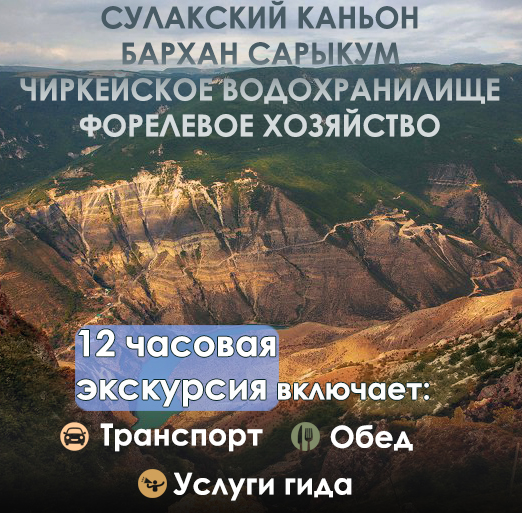 СУЛАКСКИЙ КАНЬОН
БАРХАН САРЫКУМ
ЧИРКЕЙСКОЕ ВОДОХРАНИЛИЩЕ
ФОРЕЛЕВОЕ ХОЗЯЙСТВО
12 часовая
экскурсия включает:
Транспорт Обед
Услуги гида